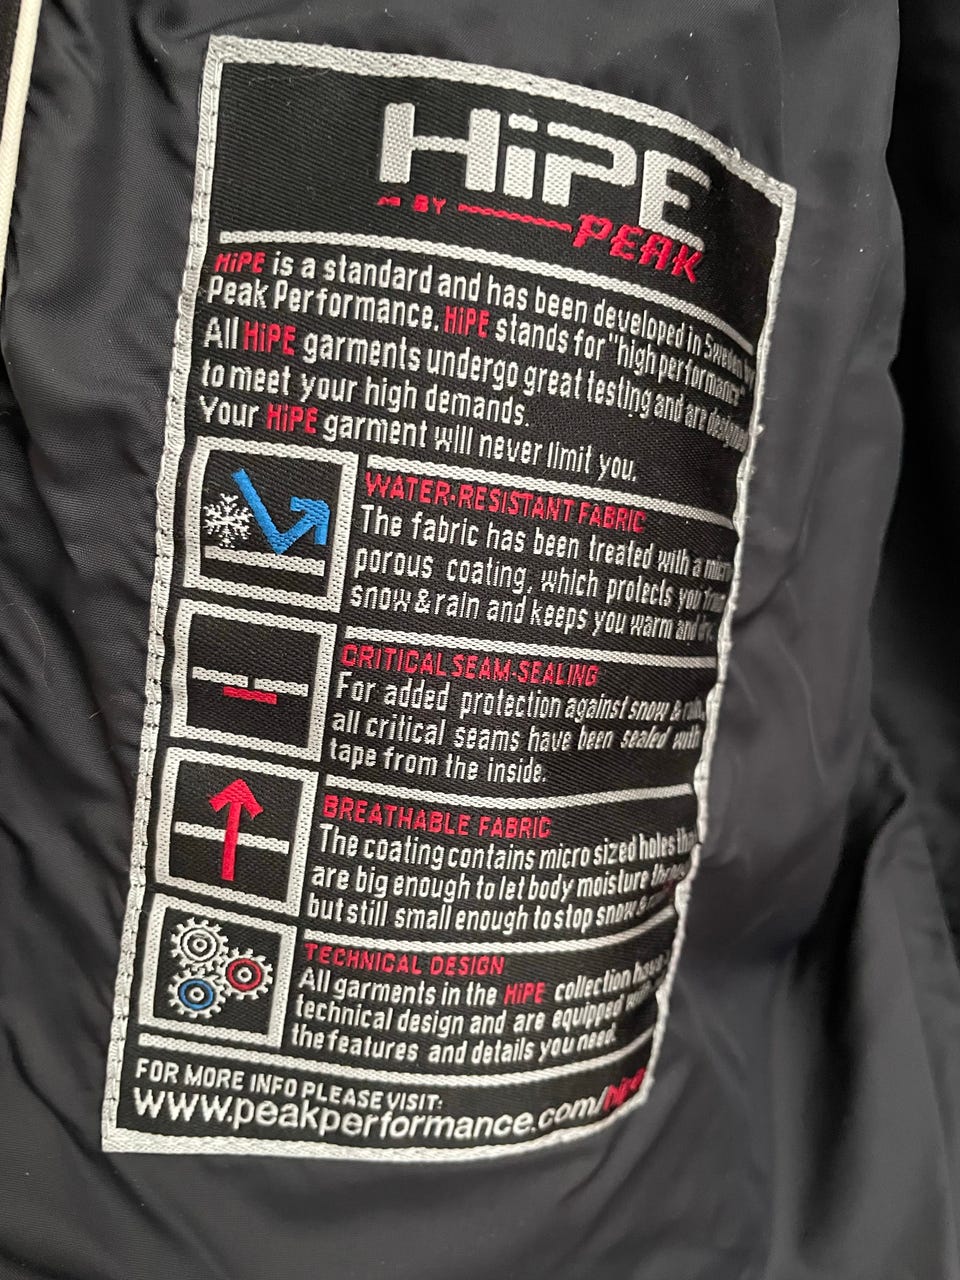 HiPE
BY
PEAK
HiPE is a standard and has been developed in Sweden by
Peak Performance. HiPE stands for "high performance"
All HiPE garments undergo great testing and are designed
to meet your high demands.
Your HiPE garment will never limit you.
WATER-RESISTANT FABRIC
The fabric has been treated with a micro
porous coating, which protects you from
snow & rain and keeps you warm and dry.
CRITICAL SEAM-SEALING
For added protection against snow & rain,
all critical seams have been sealed with
tape from the inside.
BREATHABLE FABRIC
The coating contains micro sized holes that
are big enough to let body moisture through
but still small enough to stop snow &
TECHNICAL DESIGN
All garments in the HiPE collection have
technical design and are equipped with
the features and details you need.
FOR MORE INFO PLEASE VISIT:
www.peakperformance.com/hipe